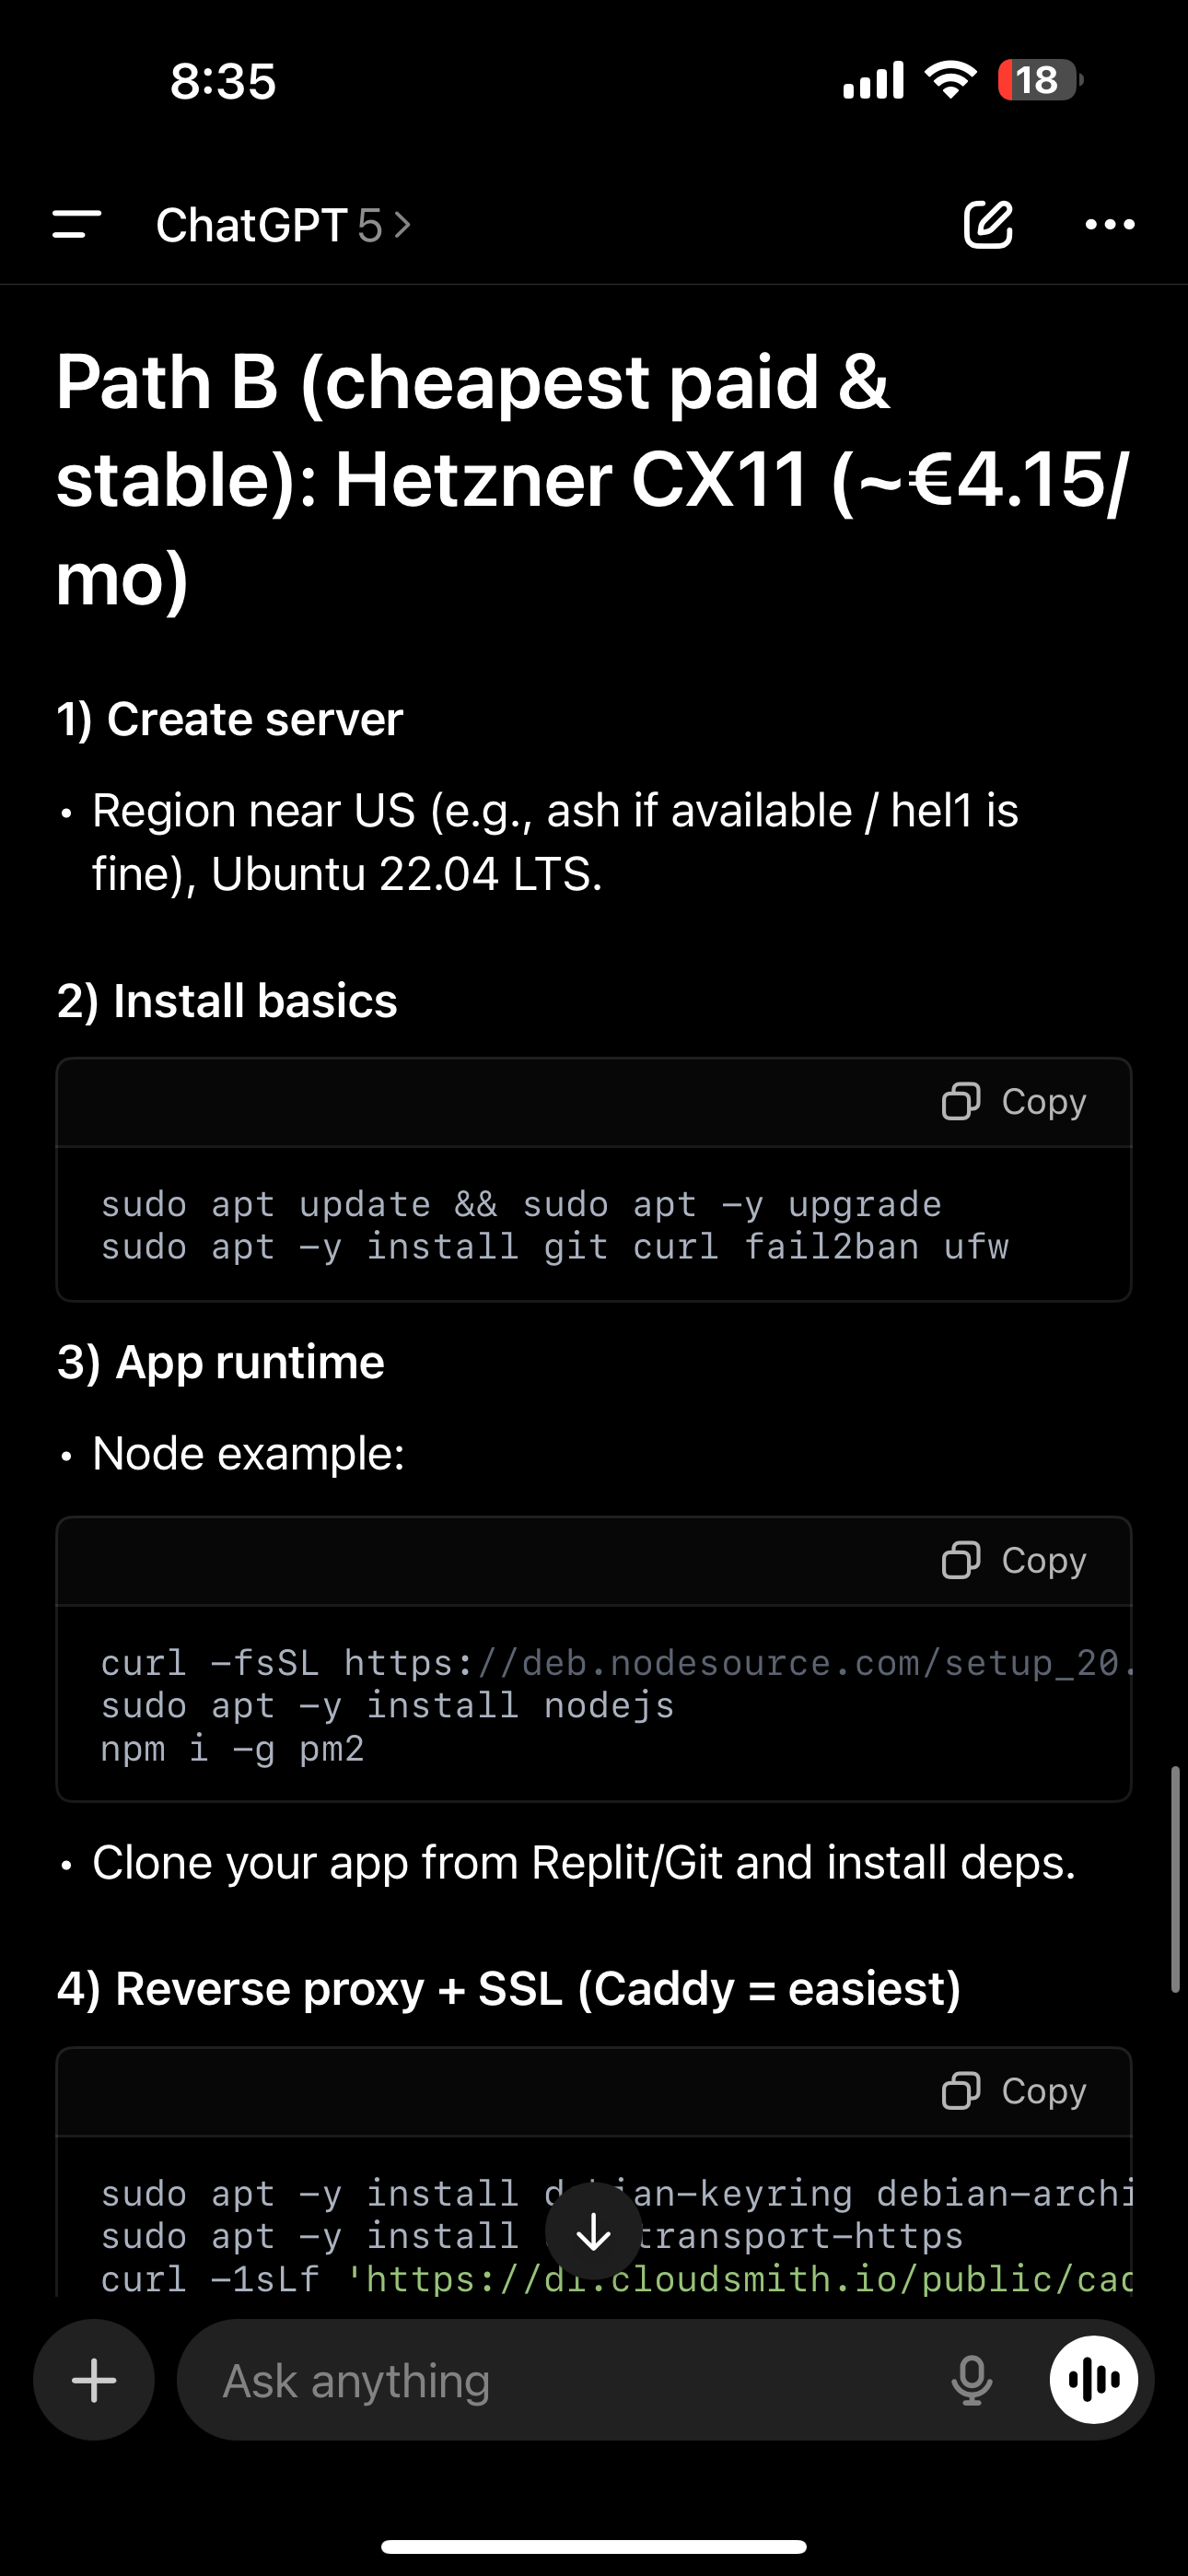 8:35
18
ChatGPT 5 >
Path B (cheapest paid &
stable): Hetzner CX11 (~€4.15/
mo)
1) Create server
• Region near US (e.g., ash if available / hel1 is
fine), Ubuntu 22.04 LTS.
2) Install basics
Copy
sudo apt update && sudo apt -y upgrade
sudo apt -y install git curl fail2ban ufw
3) App runtime
• Node example:
Copy
curl -fsSL https://deb.nodesource.com/setup_20.
sudo apt -y install nodejs
npm i -g pm2
• Clone your app from Replit/Git and install deps.
4) Reverse proxy + SSL (Caddy = easiest)
Copy
sudo apt -y install debian-keyring debian-archi
sudo apt -y install transport-https
curl -1sLf 'https://dl.cloudsmith.io/public/cad
Ask anything